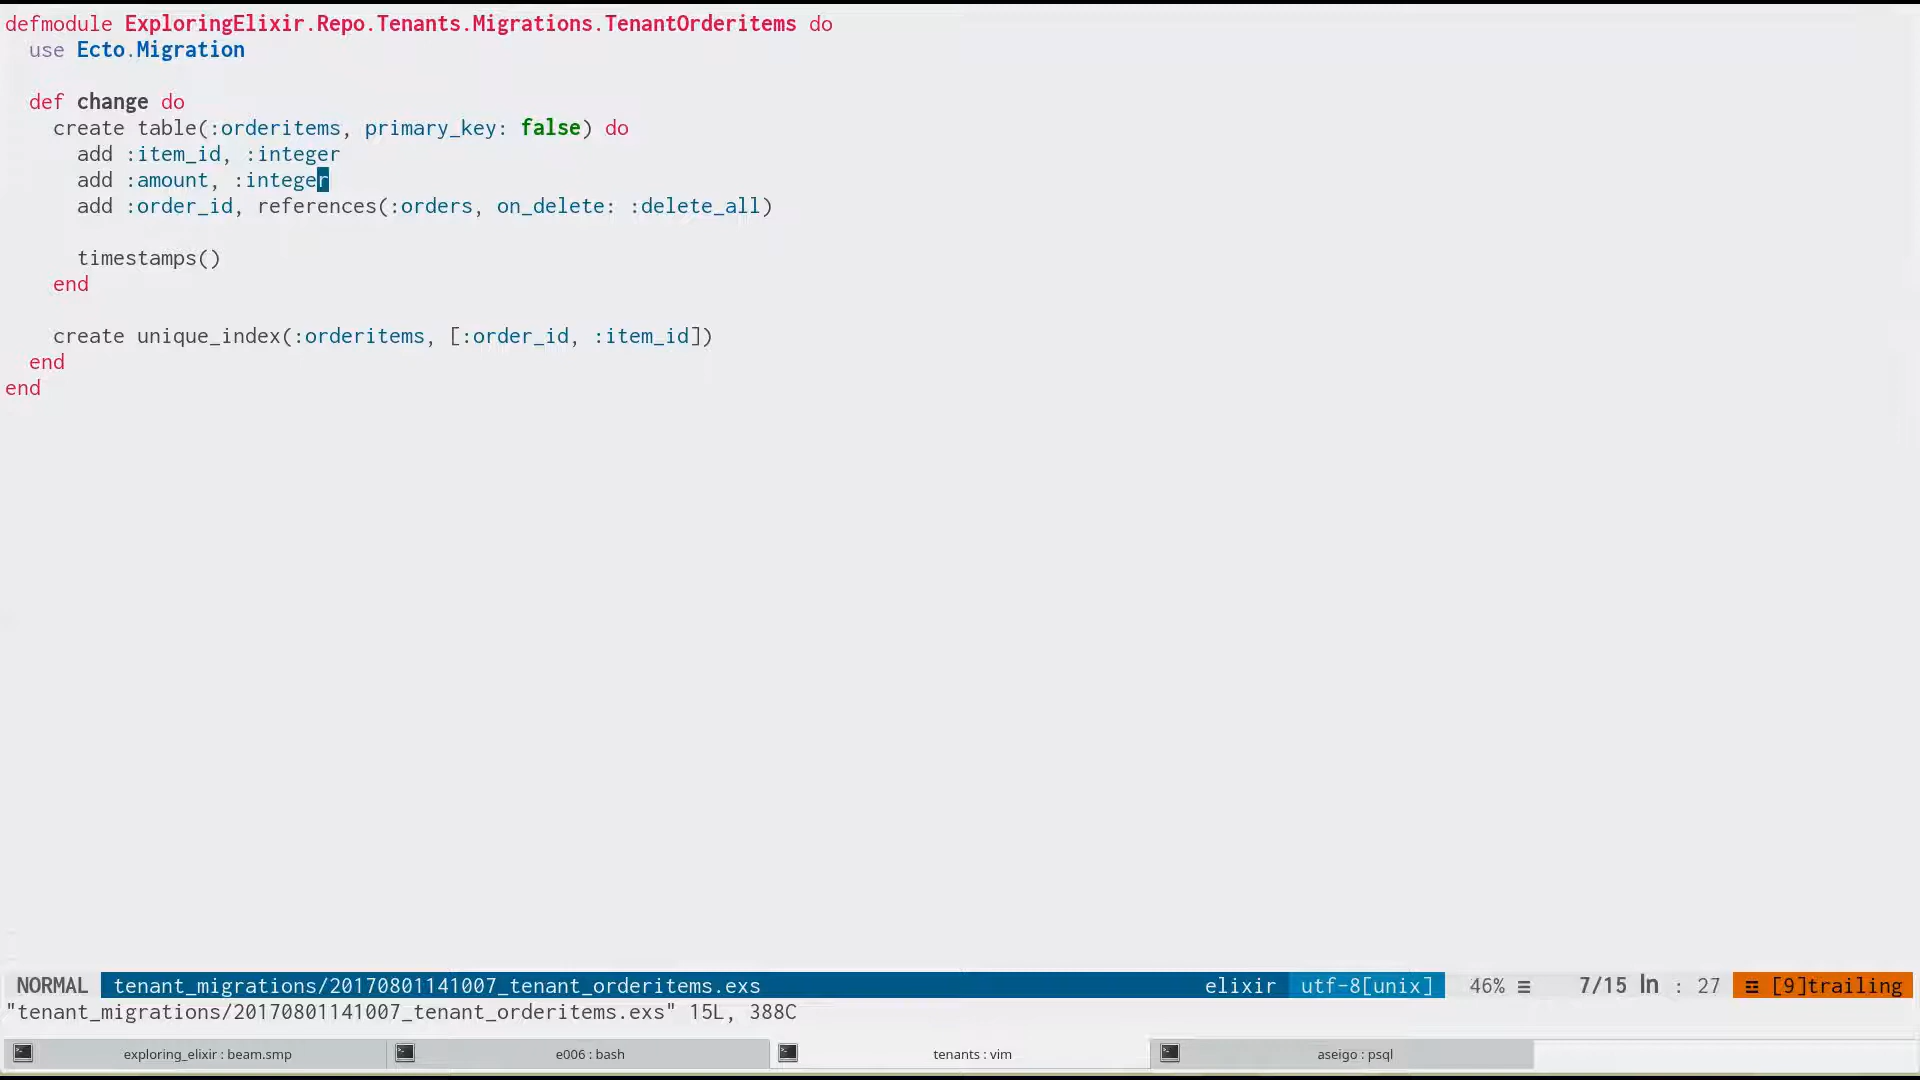 defmodule ExploringElixir.Repo.Tenants.Migrations.TenantOrderitems do
  use Ecto.Migration

  def change do
    create table(:orderitems, primary_key: false) do
      add :item_id, :integer
      add :amount, :integer
      add :order_id, references(:orders, on_delete: :delete_all)

      timestamps()
    end

    create unique_index(:orderitems, [:order_id, :item_id])
  end
end
NORMAL tenant_migrations/20170801141007_tenant_orderitems.exs elixir utf-8[unix] 46% ☰ 7/15 ln : 27 ☲ [9]trailing
"tenant_migrations/20170801141007_tenant_orderitems.exs" 15L, 388C
exploring_elixir : beam.smp e006 : bash tenants : vim aseigo : psql